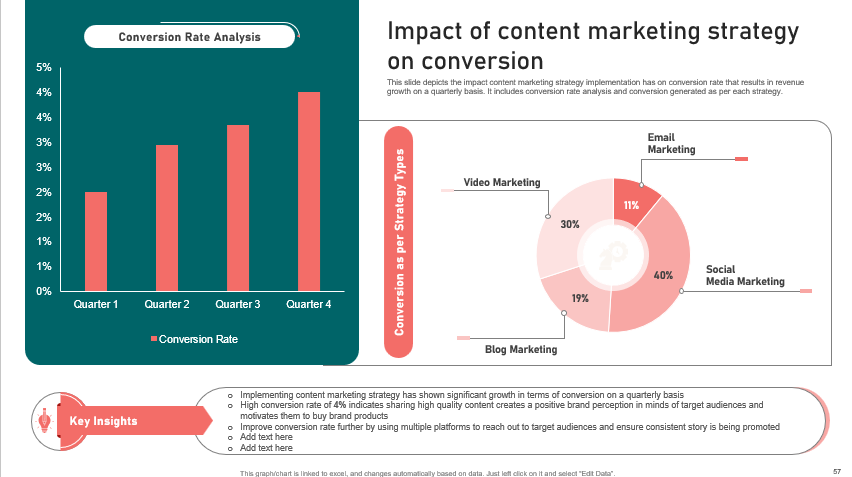 Impact of content marketing strategy
on conversion
This slide depicts the impact content marketing strategy implementation has on conversion rate that results in revenue
growth on a quarterly basis. It includes conversion rate analysis and conversion generated as per each strategy.
Conversion Rate Analysis
5%
4%
4%
3%
3%
2%
2%
1%
1%
0%
Quarter 1
Quarter 2
Quarter 3
Quarter 4
Conversion Rate
Conversion as per Strategy Types
Email
Marketing
Video Marketing
11%
30%
40%
19%
Social
Media Marketing
Blog Marketing
Key Insights
o Implementing content marketing strategy has shown significant growth in terms of conversion on a quarterly basis
o High conversion rate of 4% indicates sharing high quality content creates a positive brand perception in minds of target audiences and
motivates them to buy brand products
o Improve conversion rate further by using multiple platforms to reach out to target audiences and ensure consistent story is being promoted
o Add text here
o Add text here
This graph/chart is linked to excel, and changes automatically based on data. Just left click on it and select "Edit Data".
57